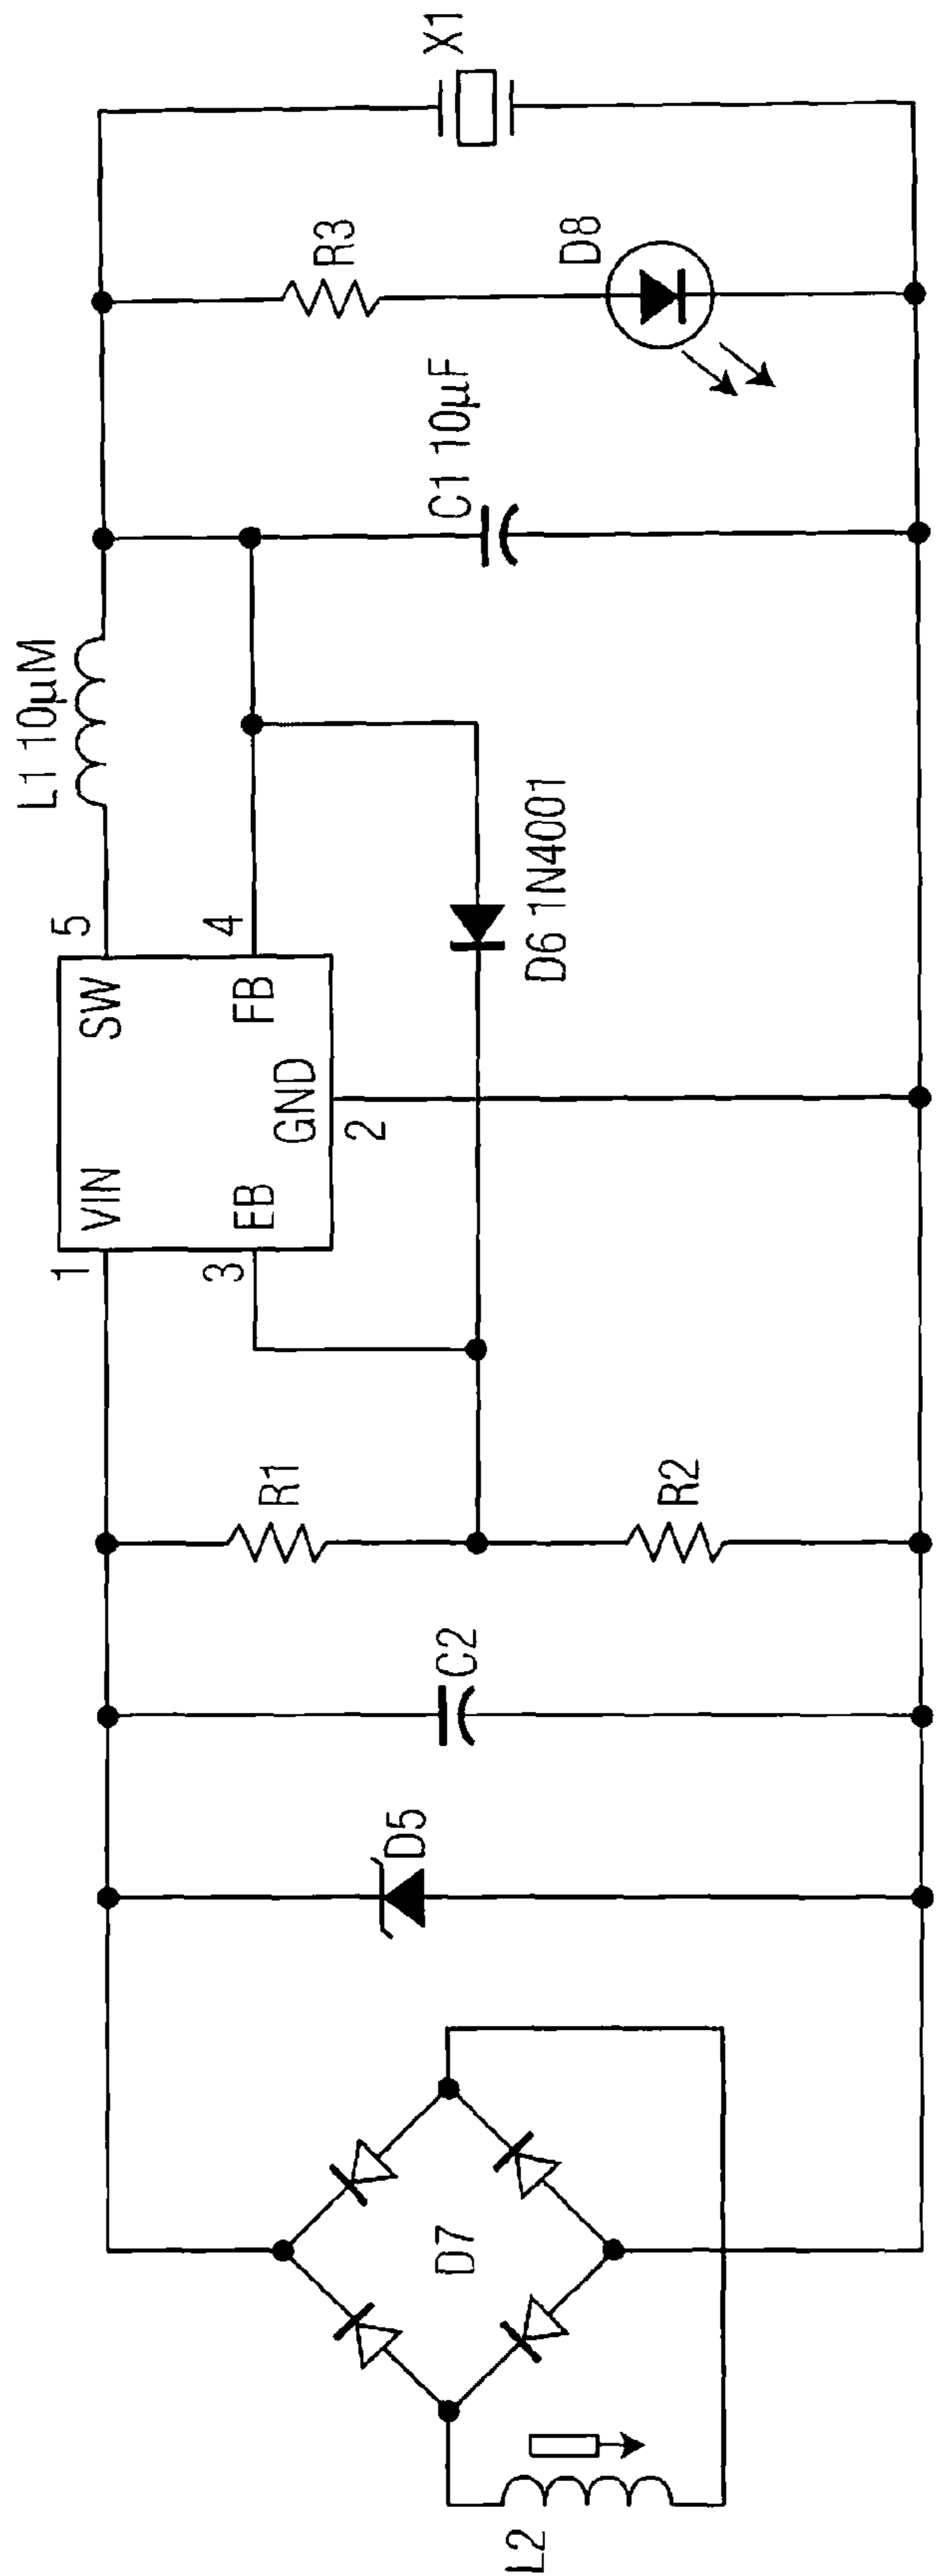 L2
D7
D5
C2
R1
R2
1
VIN
SW
5
3
EB
FB
4
GND
2
L1 10µM
D6 1N4001
C1 10µF
R3
D8
X1